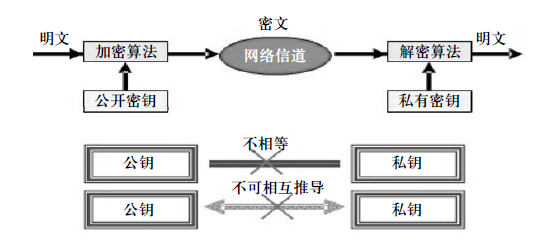 密文
明文 加密算法 网络信道 解密算法 明文
公开密钥 私有密钥
不相等
公钥 私钥
不可相互推导
公钥 私钥